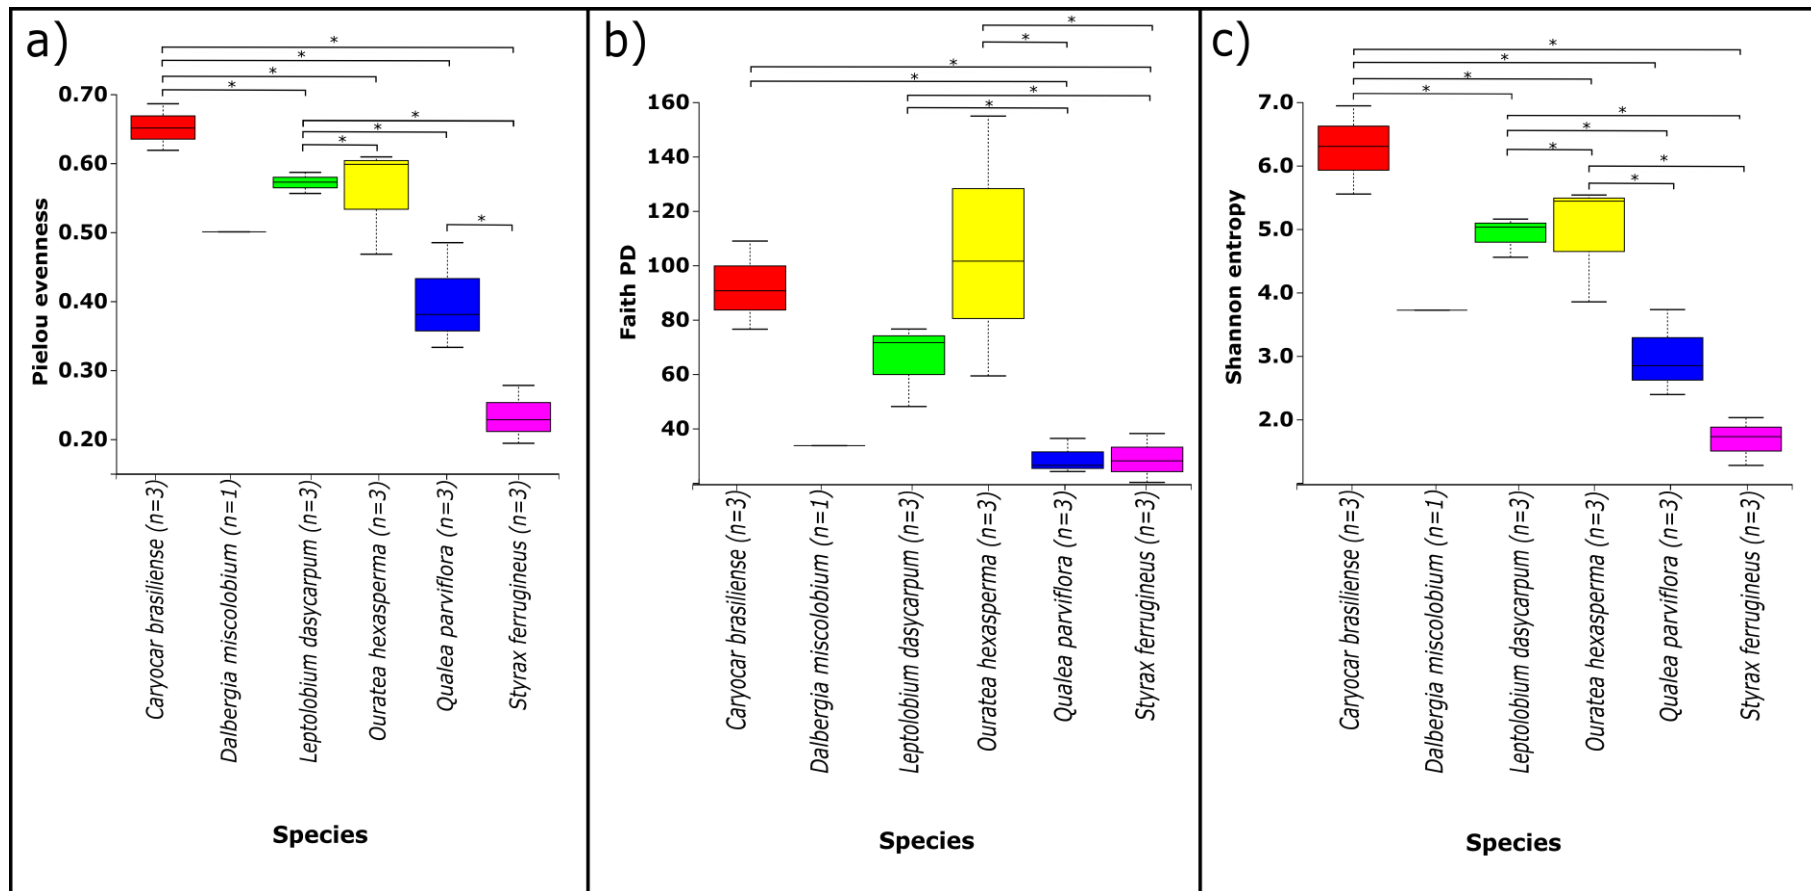 a)
* * * * * * * *
Pielou evenness
0.70
0.60
0.50
0.40
0.30
0.20
Caryocar brasiliense (n=3)
Dalbergia miscolobium (n=1)
Leptolobium dasycarpum (n=3)
Ouratea hexasperma (n=3)
Qualea parviflora (n=3)
Styrax ferrugineus (n=3)
Species
b)
* * * * * *
Faith PD
160
140
120
100
80
60
40
Caryocar brasiliense (n=3)
Dalbergia miscolobium (n=1)
Leptolobium dasycarpum (n=3)
Ouratea hexasperma (n=3)
Qualea parviflora (n=3)
Styrax ferrugineus (n=3)
Species
c)
* * * * * * * * *
Shannon entropy
7.0
6.0
5.0
4.0
3.0
2.0
Caryocar brasiliense (n=3)
Dalbergia miscolobium (n=1)
Leptolobium dasycarpum (n=3)
Ouratea hexasperma (n=3)
Qualea parviflora (n=3)
Styrax ferrugineus (n=3)
Species